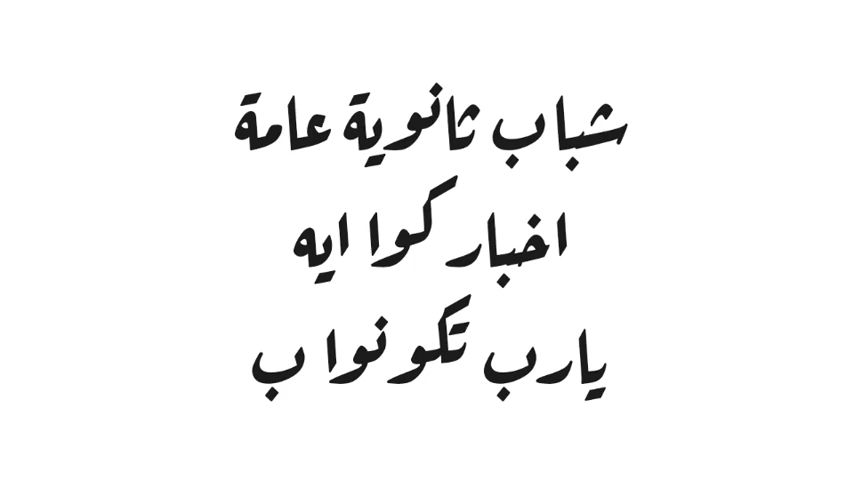 شباب ثانوية عامة
اخباركوا ايه
يارب تكونوا ب